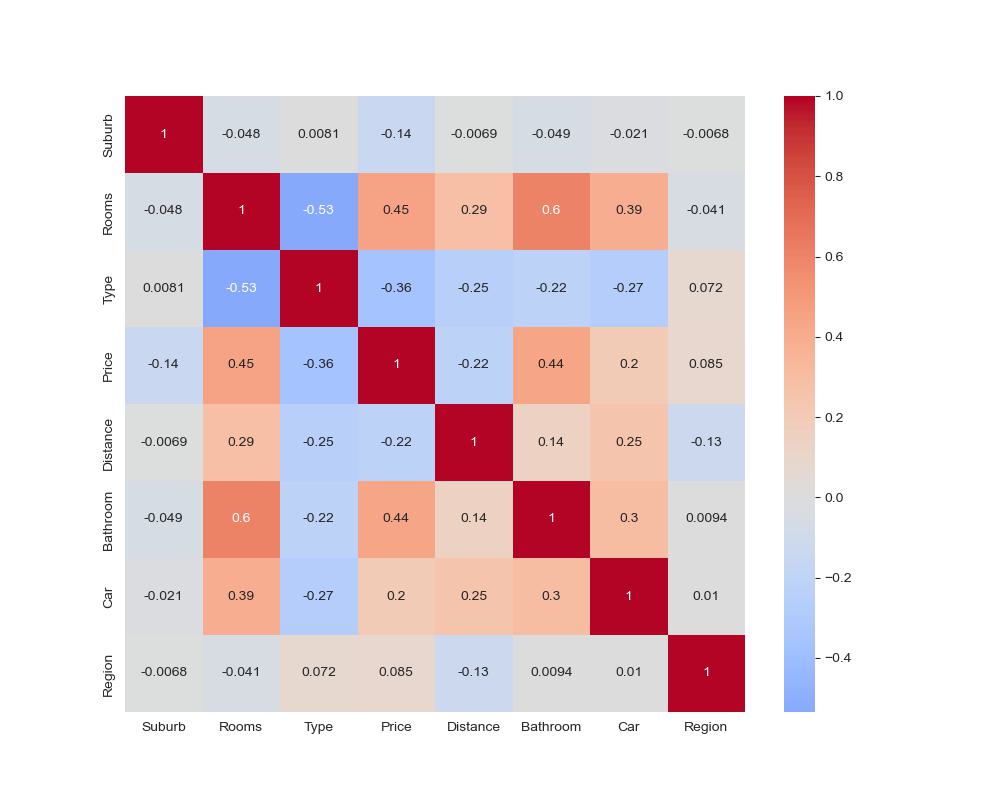 1.0
Suburb 1 -0.048 0.0081 -0.14 -0.0069 -0.049 -0.021 -0.0068
0.8
Rooms -0.048 1 -0.53 0.45 0.29 0.6 0.39 -0.041
0.6
Type 0.0081 -0.53 1 -0.36 -0.25 -0.22 -0.27 0.072
0.4
Price -0.14 0.45 -0.36 1 -0.22 0.44 0.2 0.085
0.2
Distance -0.0069 0.29 -0.25 -0.22 1 0.14 0.25 -0.13
0.0
Bathroom -0.049 0.6 -0.22 0.44 0.14 1 0.3 0.0094
−0.2
Car -0.021 0.39 -0.27 0.2 0.25 0.3 1 0.01
−0.4
Region -0.0068 -0.041 0.072 0.085 -0.13 0.0094 0.01 1
Suburb Rooms Type Price Distance Bathroom Car Region